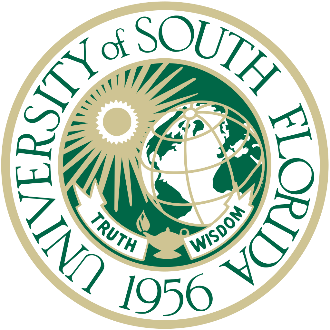 UNIVERSITY of SOUTH FLORIDA
TRUTH
WISDOM
1956